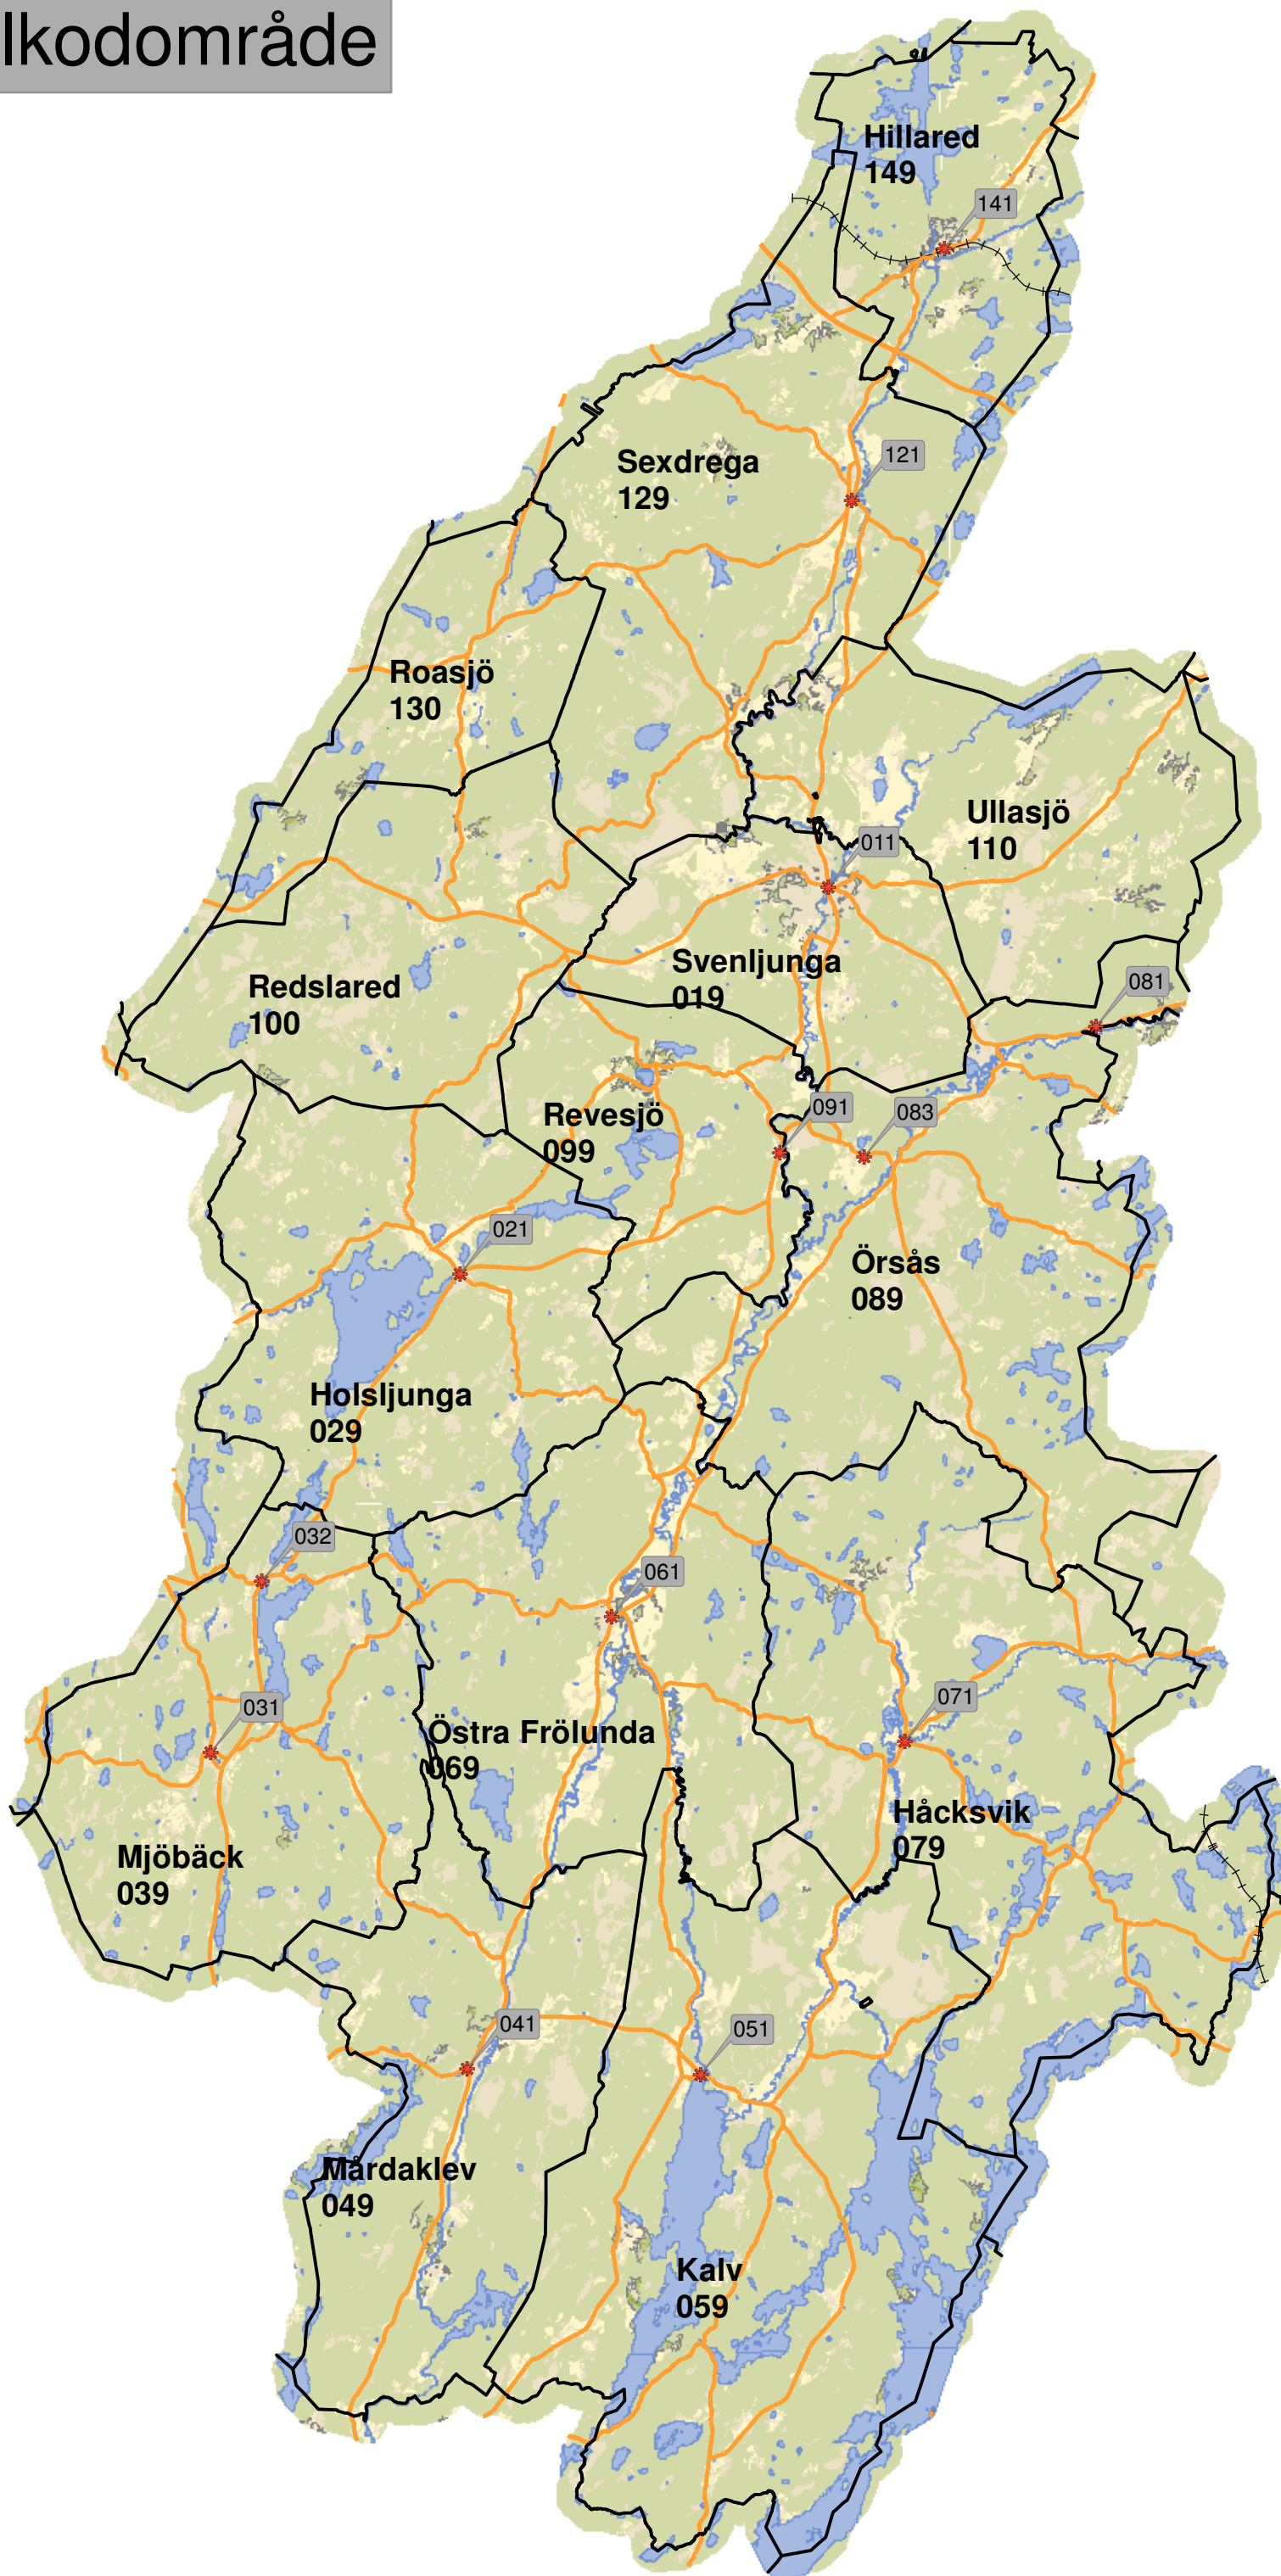 lkodområde
Hillared
149
141
Sexdrega
129
121
Roasjö
130
Ullasjö
110
011
Svenljunga
019
Redslared
100
081
Revesjö
099
091
083
021
Örsås
089
Holsljunga
029
032
061
031
071
Östra Frölunda
069
Håcksvik
079
Mjöbäck
039
041
051
Mårdaklev
049
Kalv
059